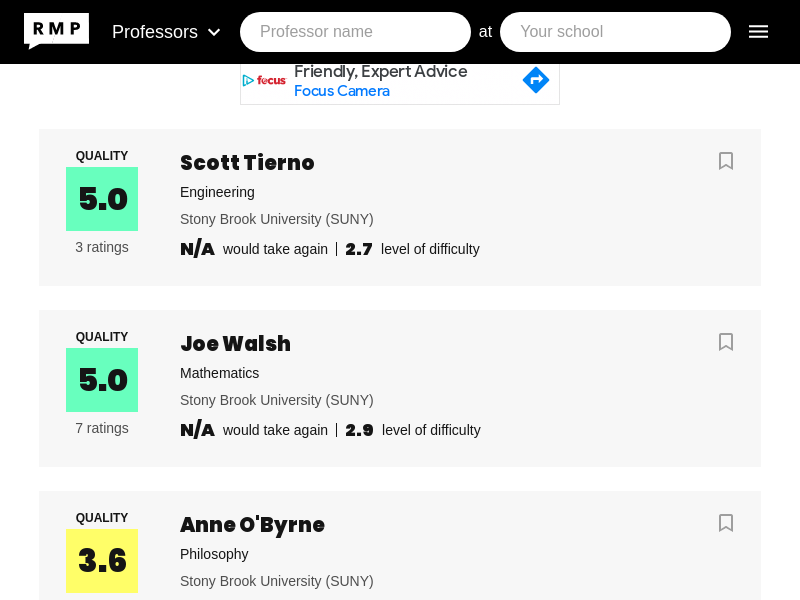 RMP
Professors
Professor name
at
Your school
Friendly, Expert Advice
focus
Focus Camera
QUALITY
5.0
3 ratings
Scott Tierno
Engineering
Stony Brook University (SUNY)
N/A would take again | 2.7 level of difficulty
QUALITY
5.0
7 ratings
Joe Walsh
Mathematics
Stony Brook University (SUNY)
N/A would take again | 2.9 level of difficulty
QUALITY
3.6
Anne O'Byrne
Philosophy
Stony Brook University (SUNY)